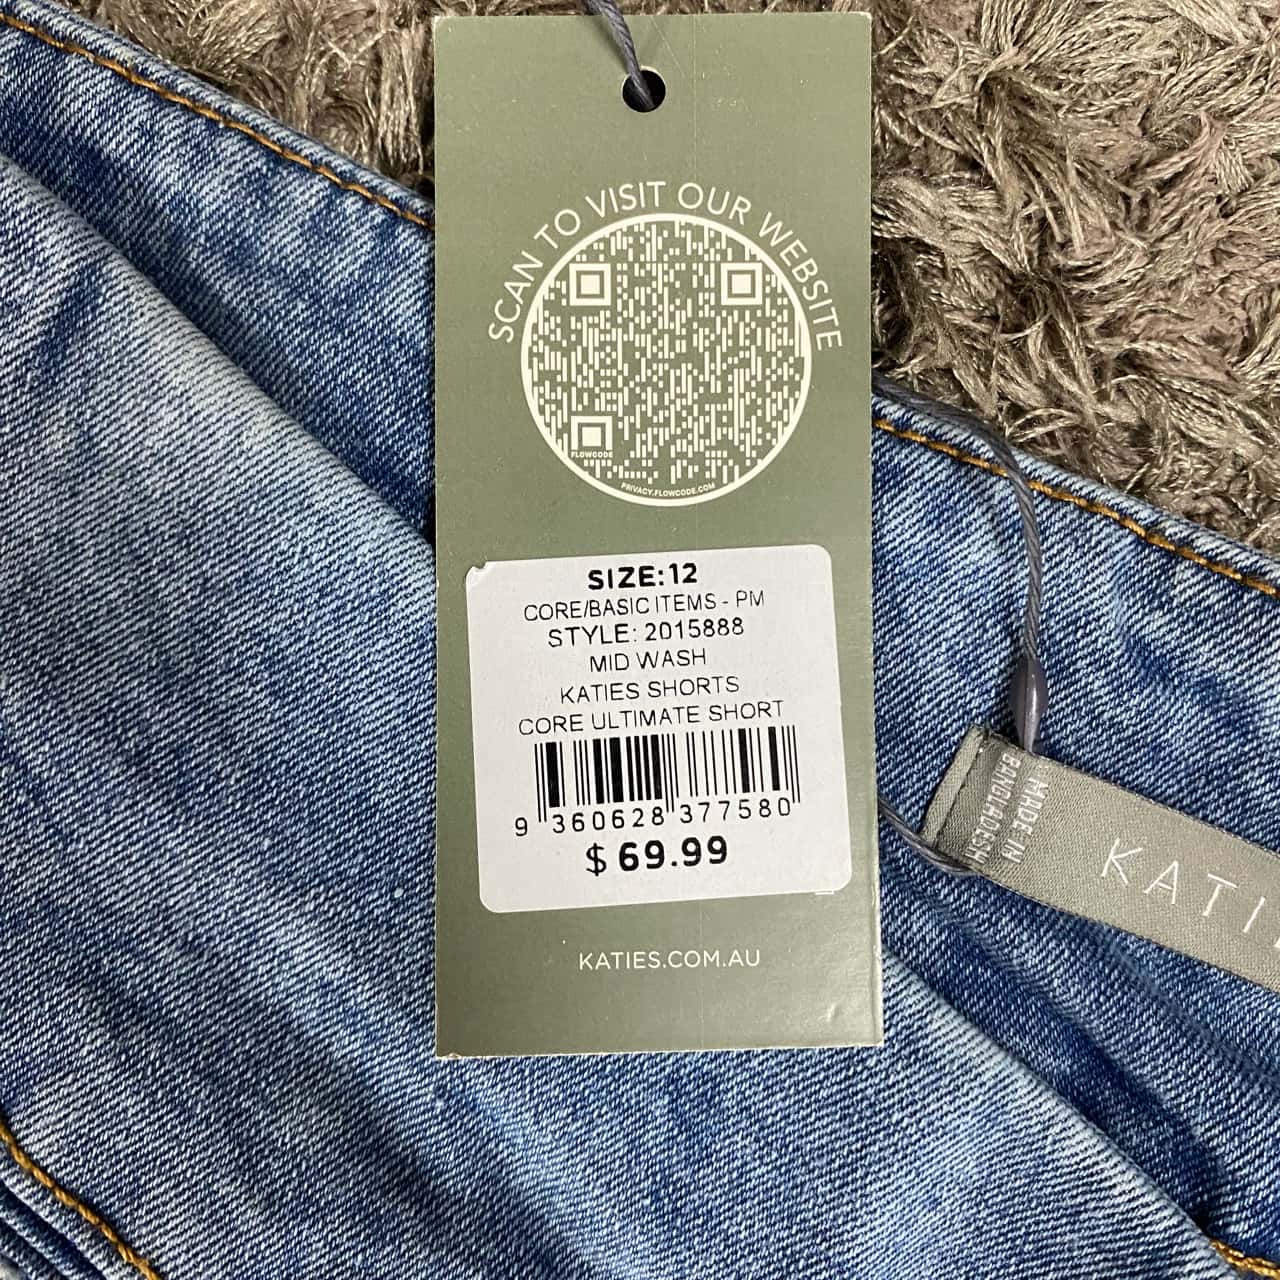 SCAN TO VISIT OUR WEBSITE
FLOWCODE
PRIVACY.FLOWCODE.COM
SIZE:12
CORE/BASIC ITEMS - PM
STYLE: 2015888
MID WASH
KATIES SHORTS
CORE ULTIMATE SHORT
9 360628 377580
$ 69.99
KATIES.COM.AU
MADE IN
BANGLADESH
KATI